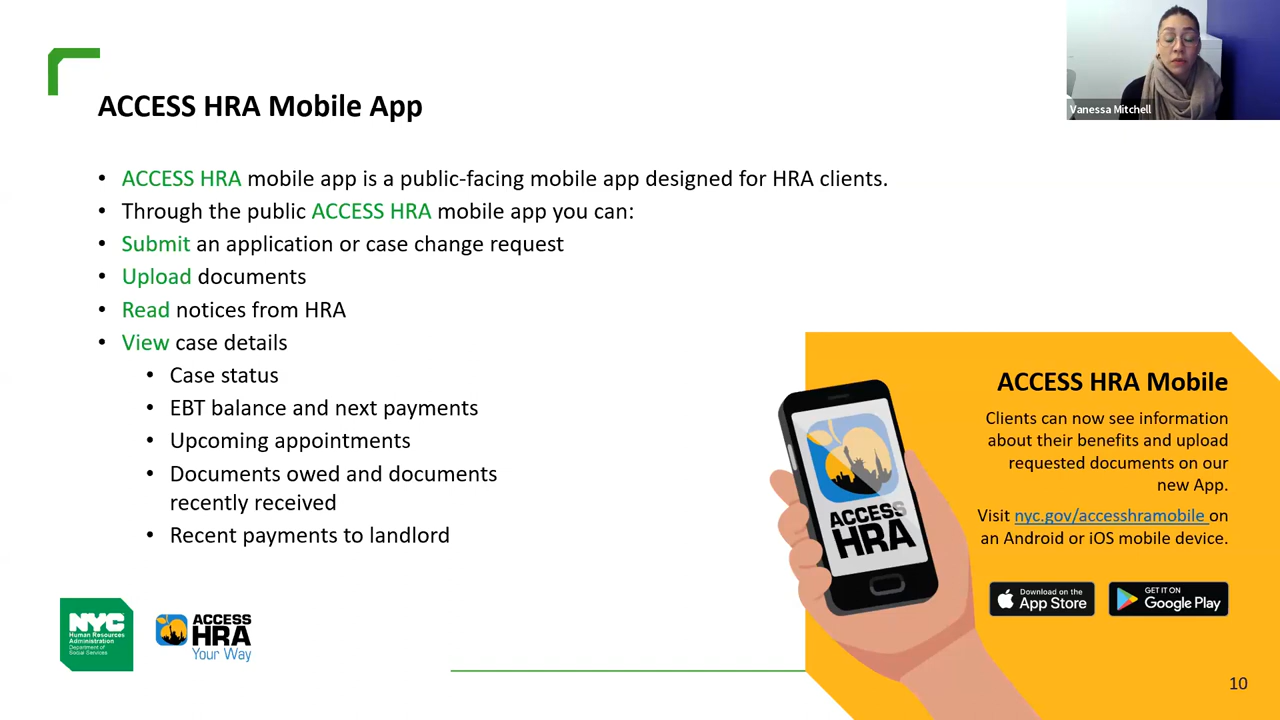 ACCESS HRA Mobile App
Vanessa Mitchell
• ACCESS HRA mobile app is a public-facing mobile app designed for HRA clients.
• Through the public ACCESS HRA mobile app you can:
• Submit an application or case change request
• Upload documents
• Read notices from HRA
• View case details
• Case status
• EBT balance and next payments
• Upcoming appointments
• Documents owed and documents
recently received
• Recent payments to landlord
ACCESS
HRA
ACCESS HRA Mobile
Clients can now see information
about their benefits and upload
requested documents on our
new App.
Visit nyc.gov/accesshramobile on
an Android or iOS mobile device.
Download on the
App Store
GET IT ON
Google Play
NYC
Human Resources
Administration
Department of
Social Services
ACCESS
HRA
Your Way
10